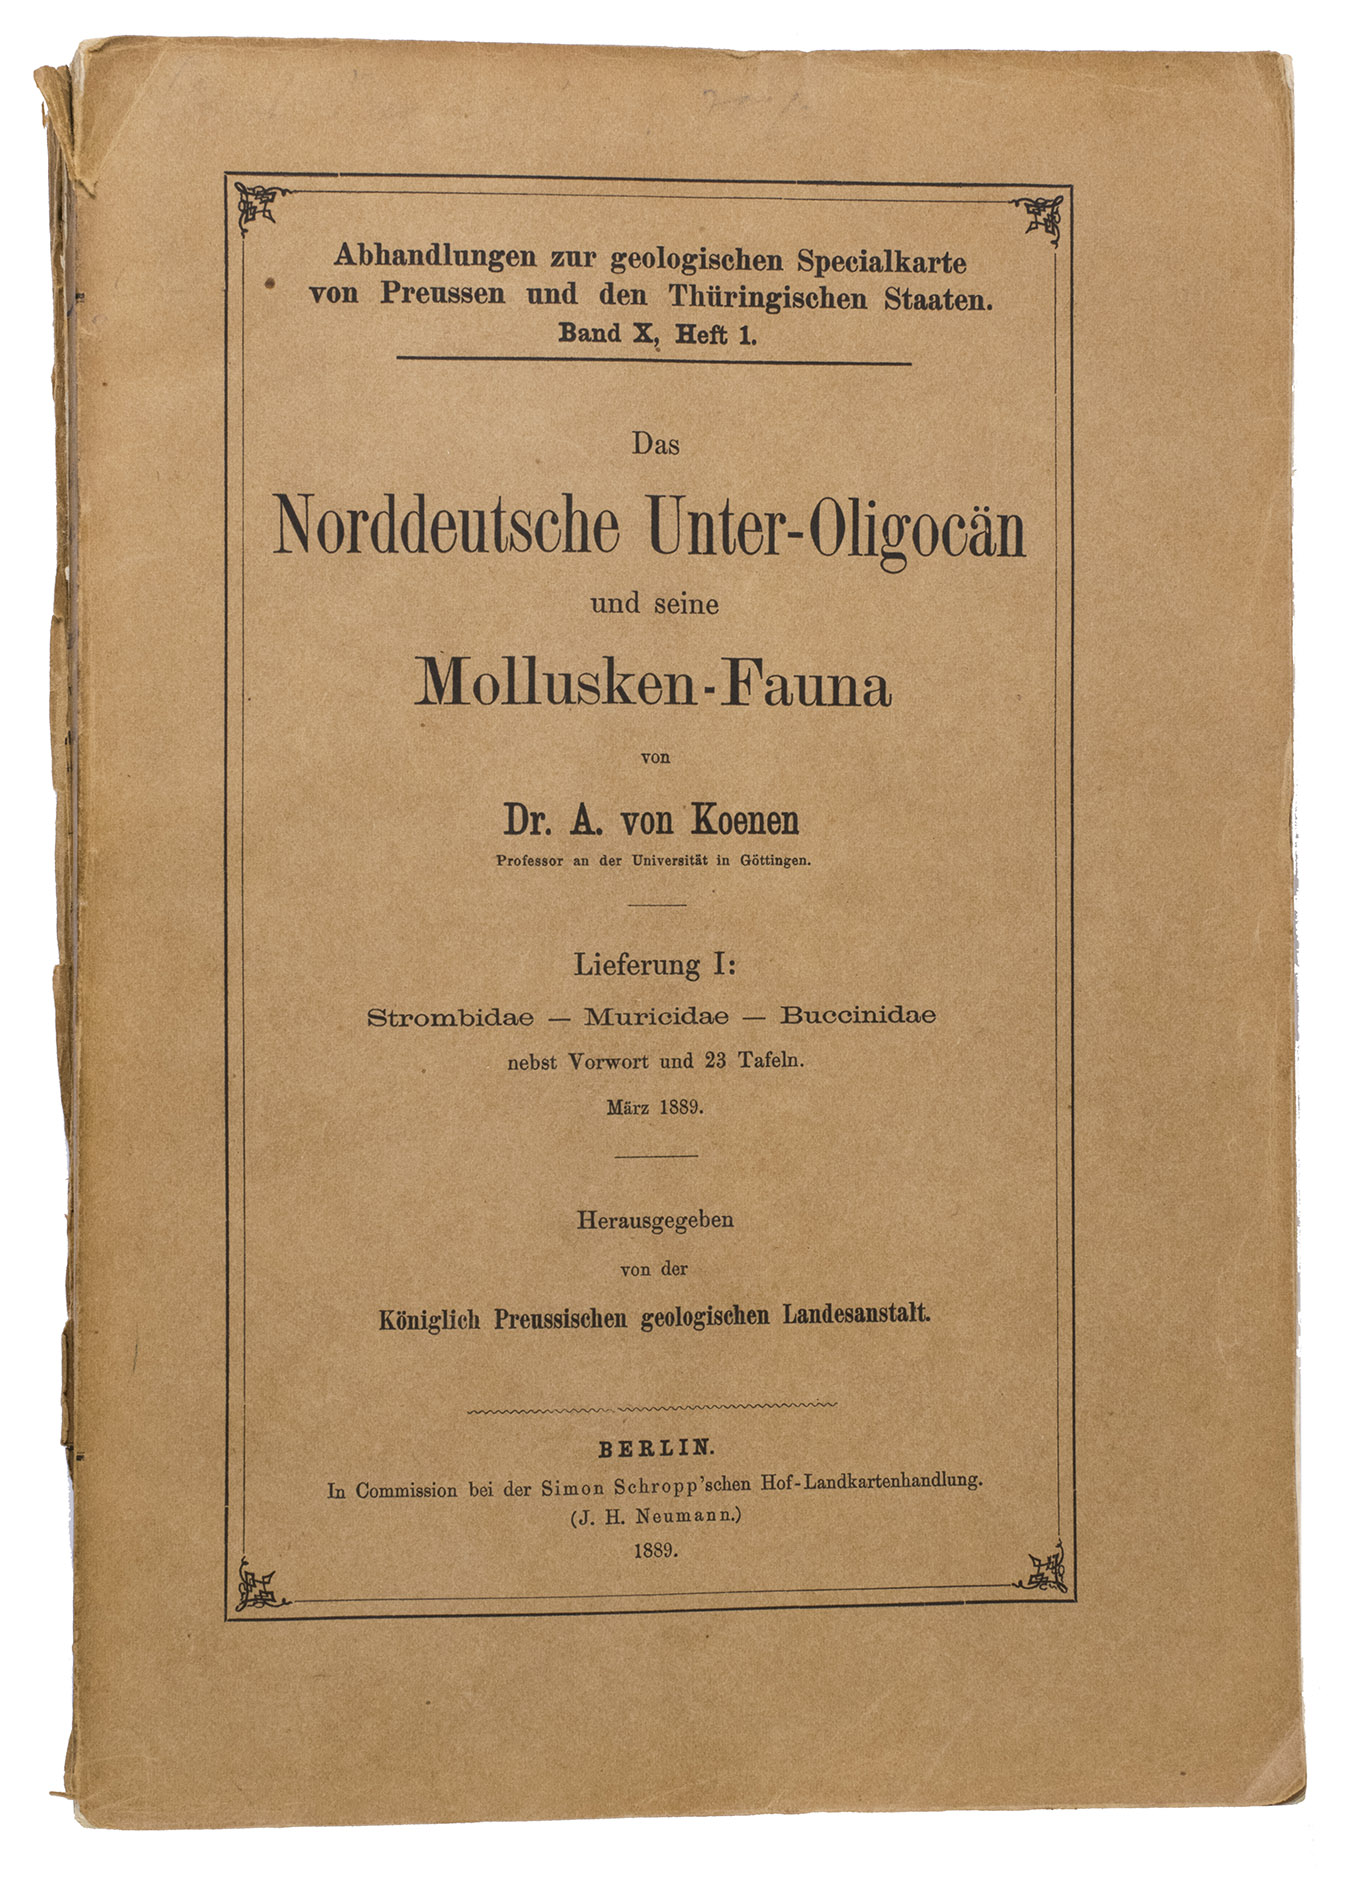 Abhandlungen zur geologischen Specialkarte
von Preussen und den Thüringischen Staaten.
Band X, Heft 1.
Das
Norddeutsche Unter-Oligocän
und seine
Mollusken-Fauna
von
Dr. A. von Koenen
Professor an der Universität in Göttingen.
Lieferung I:
Strombidae — Muricidae — Buccinidae
nebst Vorwort und 23 Tafeln.
März 1889.
Herausgegeben
von der
Königlich Preussischen geologischen Landesanstalt.
BERLIN.
In Commission bei der Simon Schropp'schen Hof-Landkartenhandlung.
(J. H. Neumann.)
1889.